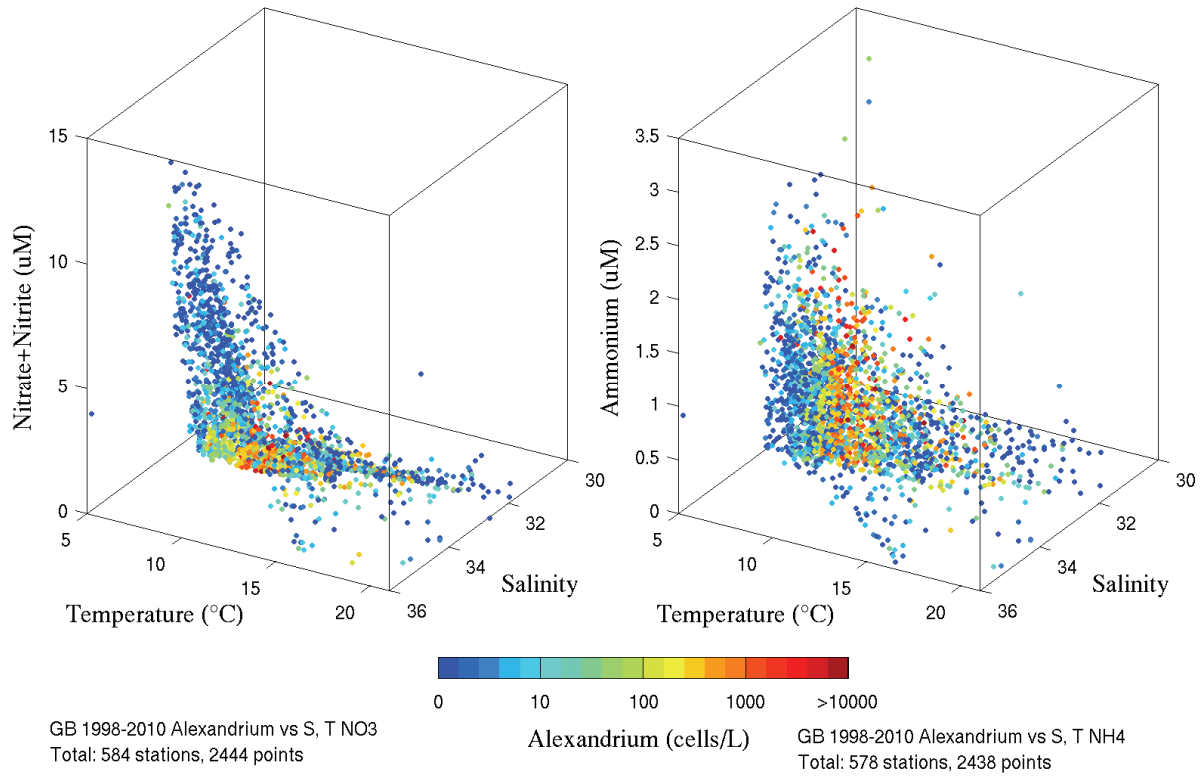 15
10
5
0
Nitrate+Nitrite (uM)
5
10
15
20
Temperature (°C)
30
32
34
36
Salinity
3.5
3
2.5
2
1.5
1
0.5
0
Ammonium (uM)
5
10
15
20
Temperature (°C)
30
32
34
36
Salinity
0 10 100 1000 >10000
Alexandrium (cells/L)
GB 1998-2010 Alexandrium vs S, T NO3
Total: 584 stations, 2444 points
GB 1998-2010 Alexandrium vs S, T NH4
Total: 578 stations, 2438 points